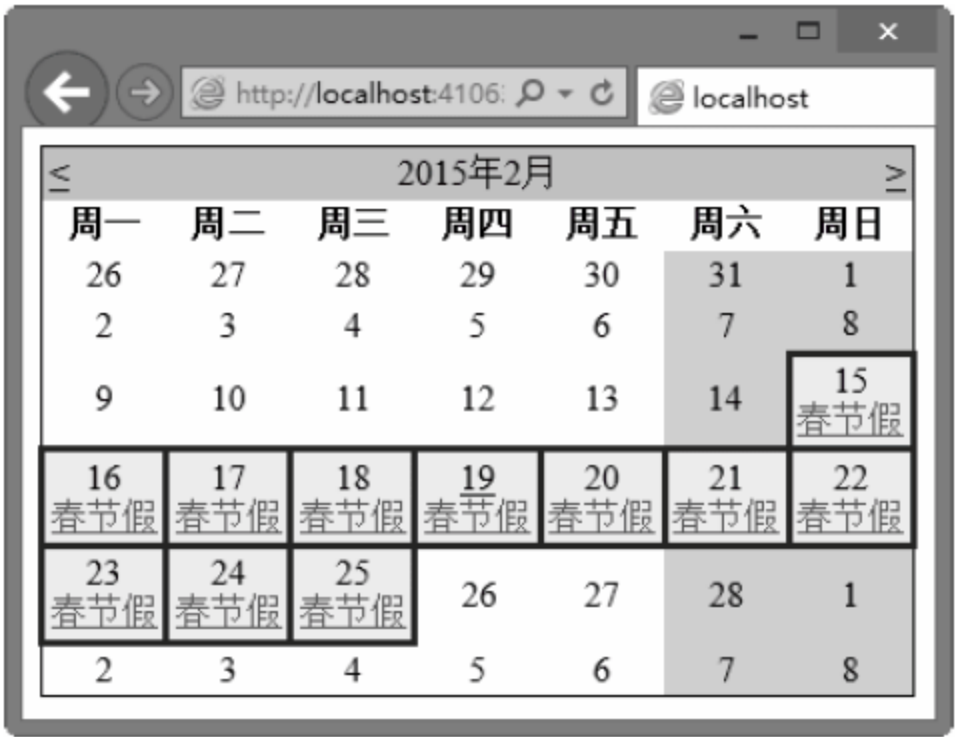 http://localhost:4106
localhost
< 2015年2月 >
周一 周二 周三 周四 周五 周六 周日
26 27 28 29 30 31 1
2 3 4 5 6 7 8
9 10 11 12 13 14 15
春节假
16 17 18 19 20 21 22
春节假 春节假 春节假 春节假 春节假 春节假 春节假
23 24 25 26 27 28 1
春节假 春节假 春节假
2 3 4 5 6 7 8